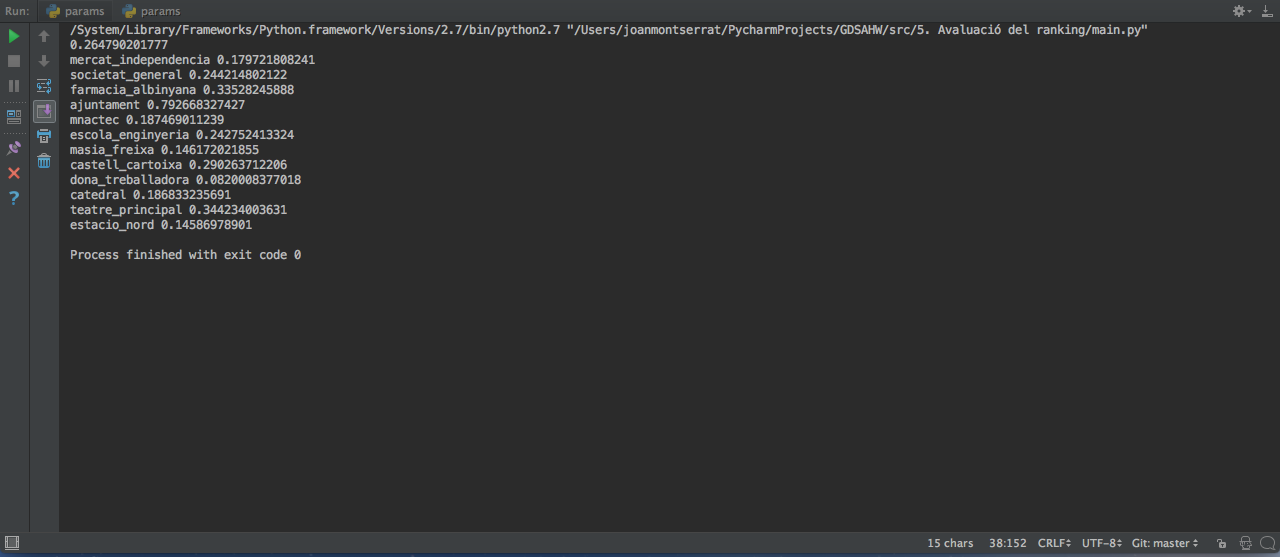 Run: params params
/System/Library/Frameworks/Python.framework/Versions/2.7/bin/python2.7 "/Users/joanmontserrat/PycharmProjects/GDSAHW/src/5. Avaluació del ranking/main.py"
0.264790201777
mercat_independencia 0.179721808241
societat_general 0.244214802122
farmacia_albinyana 0.33528245888
ajuntament 0.792668327427
mnactec 0.187469011239
escola_enginyeria 0.242752413324
masia_freixa 0.146172021855
castell_cartoixa 0.290263712206
dona_treballadora 0.0820008377018
catedral 0.186833235691
teatre_principal 0.344234003631
estacio_nord 0.14586978901
Process finished with exit code 0
15 chars 38:152 CRLF UTF-8 Git: master